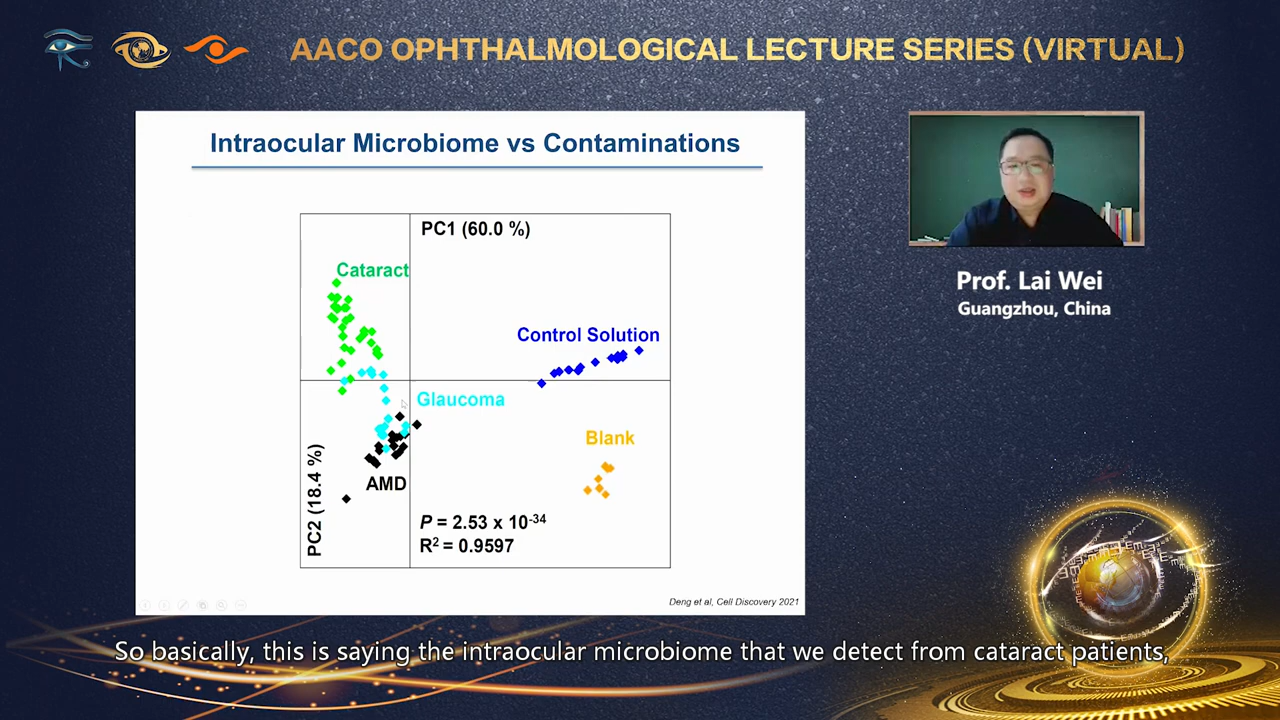 AACO OPHTHALMOLOGICAL LECTURE SERIES (VIRTUAL)
Intraocular Microbiome vs Contaminations
PC1 (60.0 %)
Cataract
Control Solution
Glaucoma
Blank
AMD
PC2 (18.4 %)
P = 2.53 x 10-34
R2 = 0.9597
Deng et al, Cell Discovery 2021
Prof. Lai Wei
Guangzhou, China
So basically, this is saying the intraocular microbiome that we detect from cataract patients,